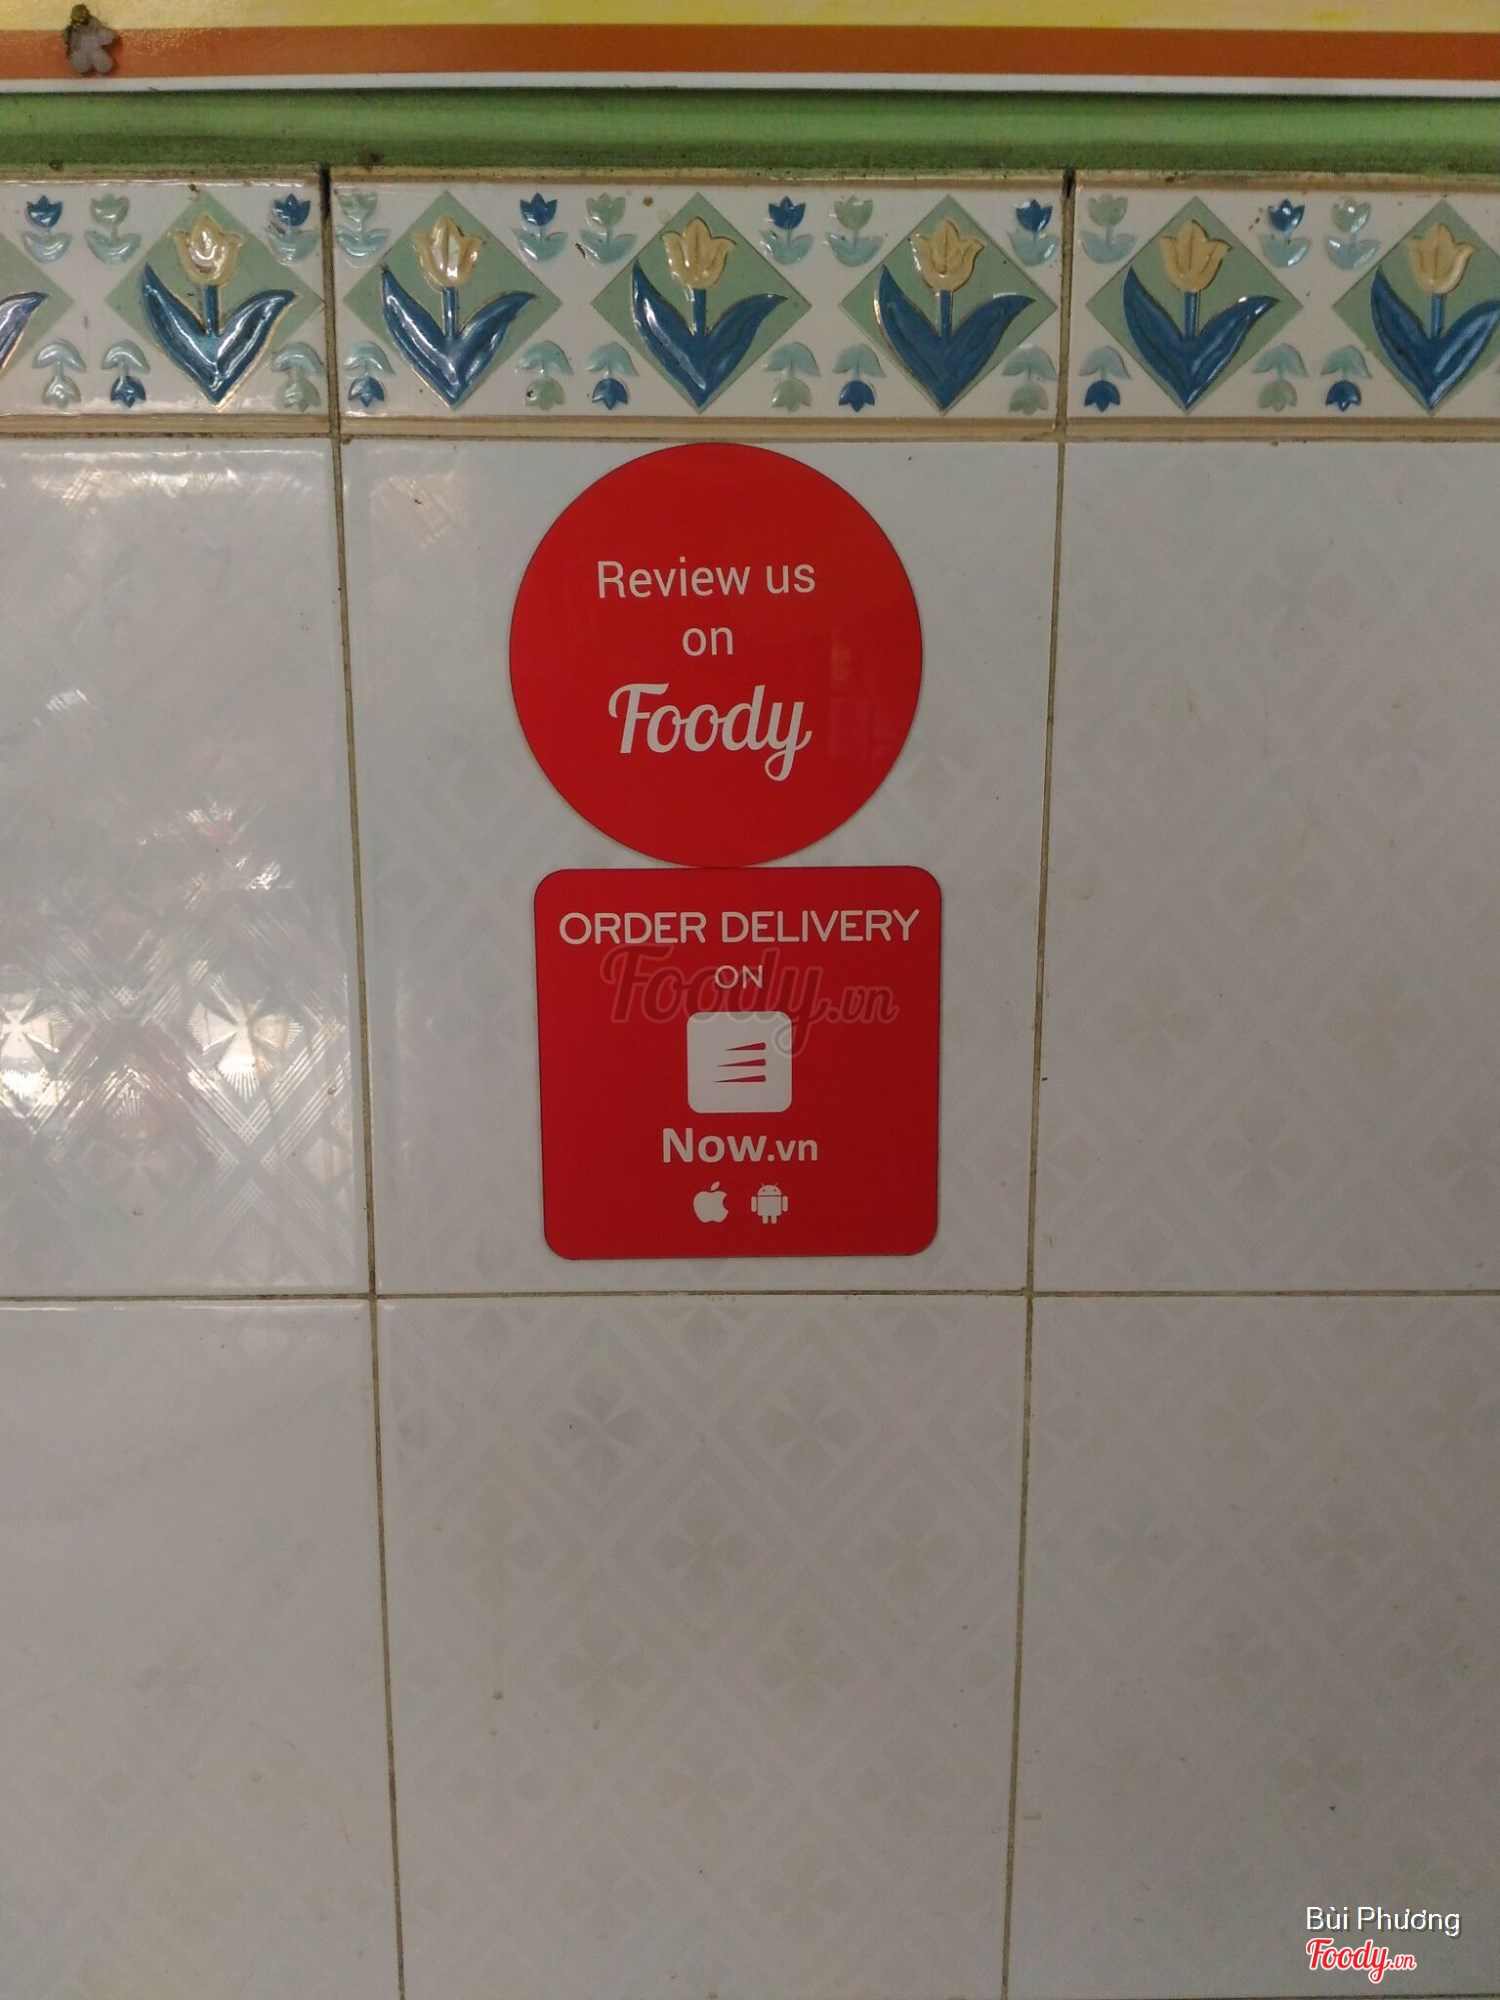 Review us
on
Foody
ORDER DELIVERY
ON
Foody.vn
Now.vn
Bùi Phương
Foody.vn